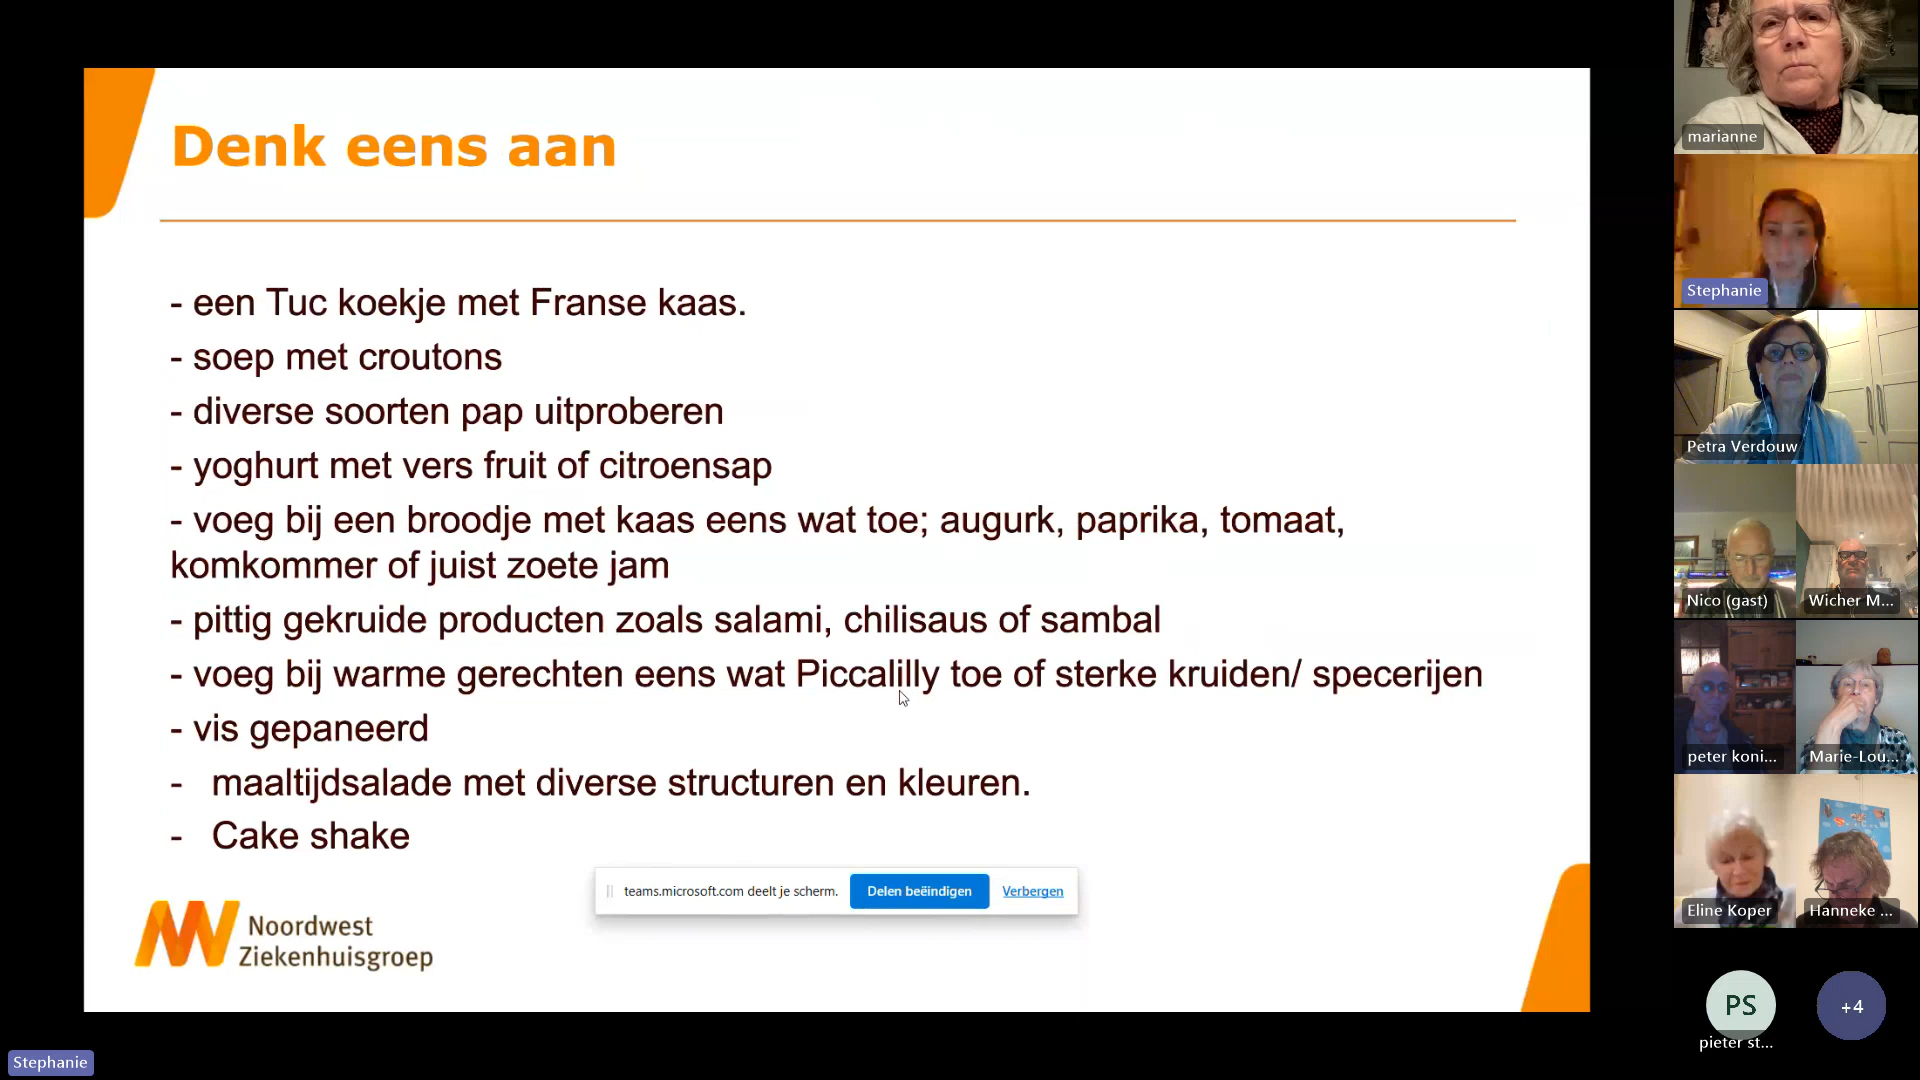 Denk eens aan
- een Tuc koekje met Franse kaas.
- soep met croutons
- diverse soorten pap uitproberen
- yoghurt met vers fruit of citroensap
- voeg bij een broodje met kaas eens wat toe; augurk, paprika, tomaat,
komkommer of juist zoete jam
- pittig gekruide producten zoals salami, chilisaus of sambal
- voeg bij warme gerechten eens wat Piccalilly toe of sterke kruiden/ specerijen
- vis gepaneerd
- maaltijdsalade met diverse structuren en kleuren.
- Cake shake
teams.microsoft.com deelt je scherm.
Delen beëindigen
Verbergen
Noordwest
Ziekenhuisgroep
Stephanie
marianne
Stephanie
Petra Verdouw
Nico (gast)
Wicher M...
peter koni...
Marie-Lou...
Eline Koper
Hanneke ...
PS
pieter st...
+4